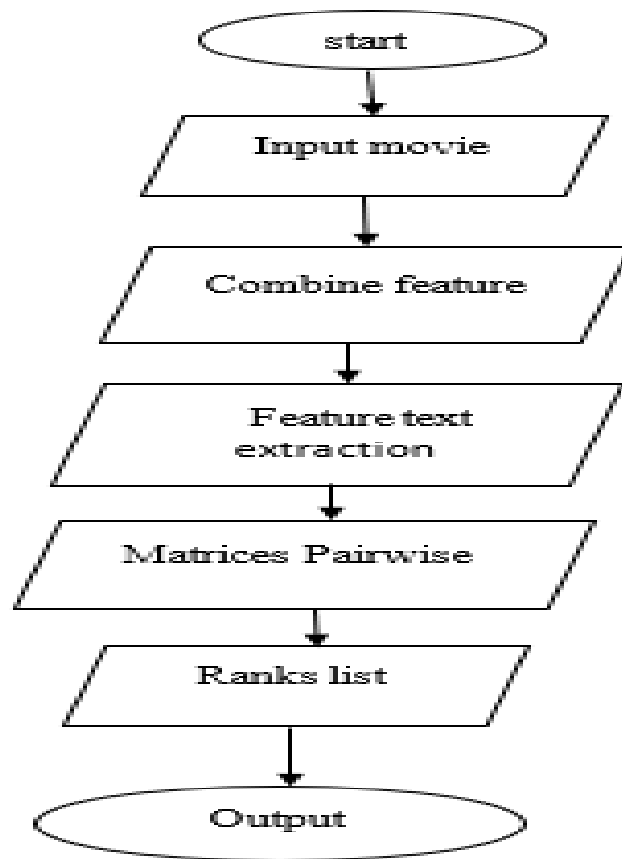 start
Input movie
Combine feature
Feature text
extraction
Matrices Pairwise
Ranks list
Output